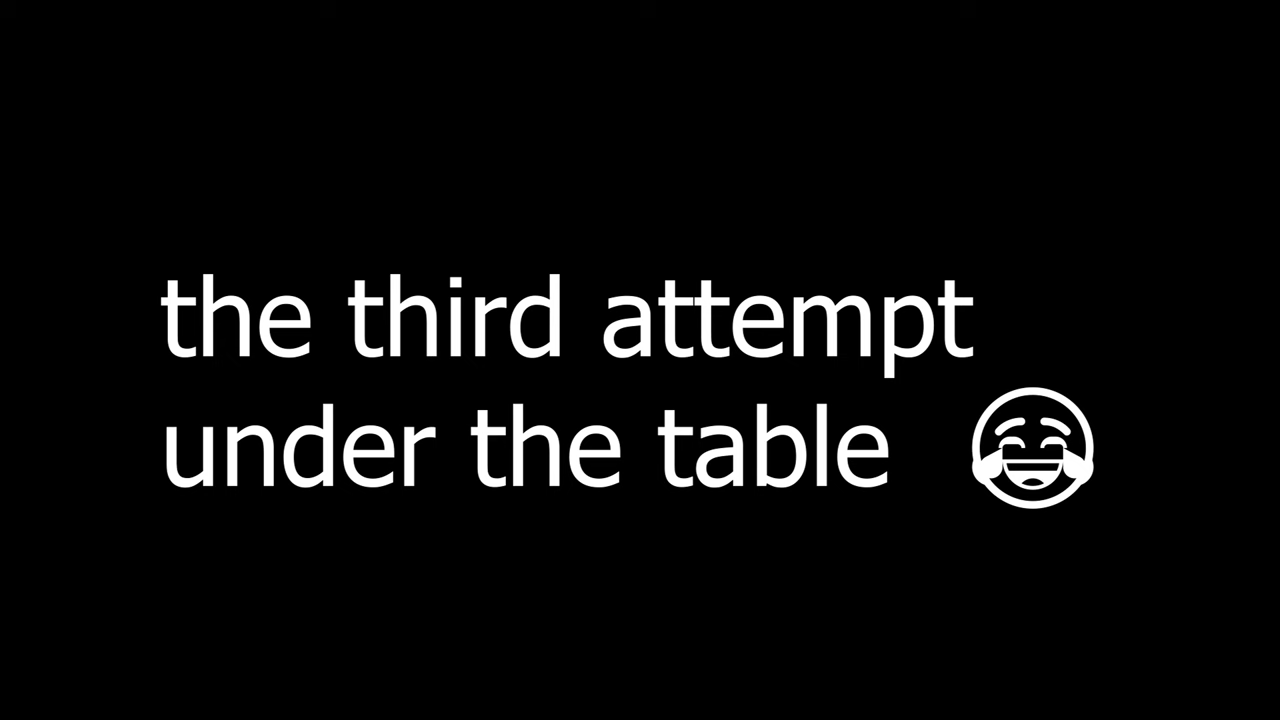 the third attempt
under the table 😂